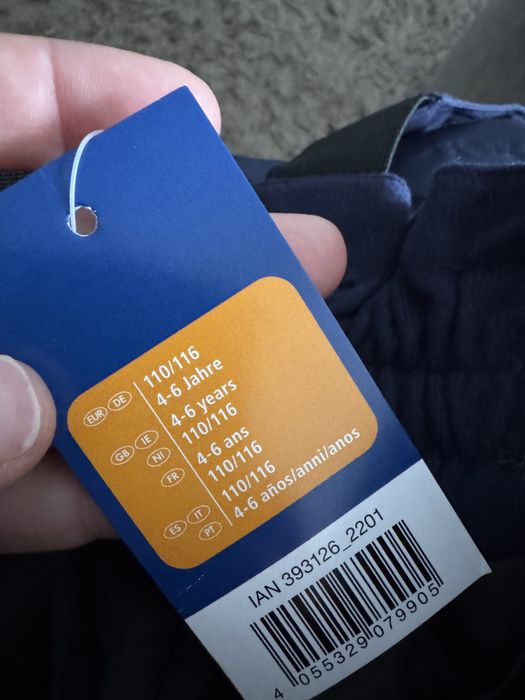 EUR DE 110/116
4-6 Jahre
GB IE 4-6 years
NI 110/116
FR 4-6 ans
110/116
ES IT 110/116
PT 4-6 años/anni/anos
IAN 393126_2201
4 055329 079905